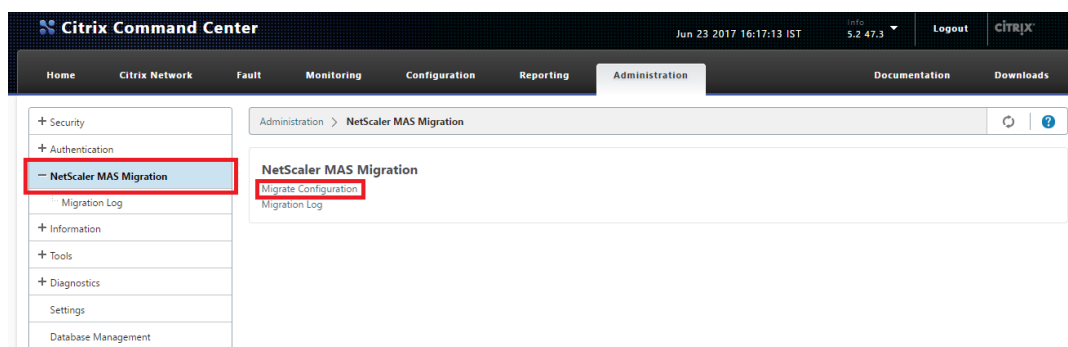 Citrix Command Center
Jun 23 2017 16:17:13 IST
Info
5.2 47.3
Logout
CİTRIX
Home Citrix Network Fault Monitoring Configuration Reporting Administration Documentation Downloads
+ Security
+ Authentication
− NetScaler MAS Migration
Migration Log
+ Information
+ Tools
+ Diagnostics
Settings
Database Management
Administration > NetScaler MAS Migration
?
NetScaler MAS Migration
Migrate Configuration
Migration Log